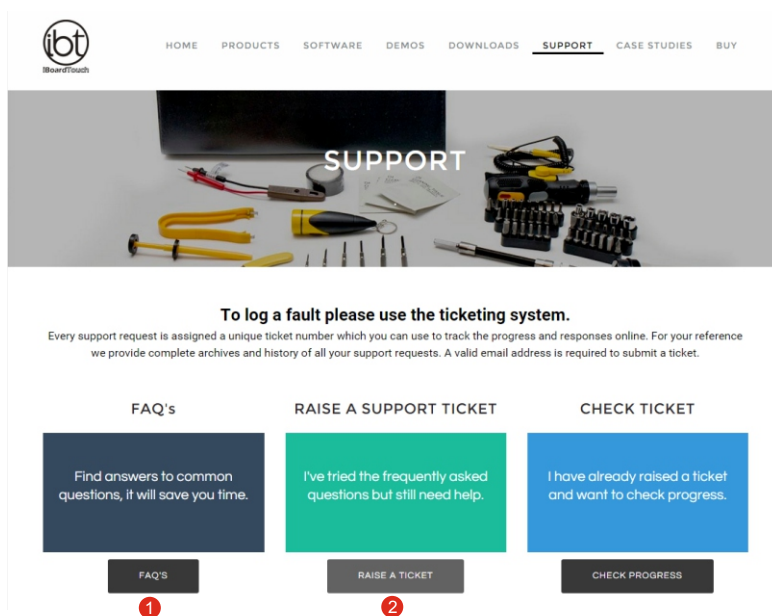 ibt
iBoardTouch
HOME PRODUCTS SOFTWARE DEMOS DOWNLOADS SUPPORT CASE STUDIES BUY
SUPPORT
To log a fault please use the ticketing system.
Every support request is assigned a unique ticket number which you can use to track the progress and responses online. For your reference
we provide complete archives and history of all your support requests. A valid email address is required to submit a ticket.
FAQ's
RAISE A SUPPORT TICKET
CHECK TICKET
Find answers to common
questions, it will save you time.
I've tried the frequently asked
questions but still need help.
I have already raised a ticket
and want to check progress.
FAQ'S
RAISE A TICKET
CHECK PROGRESS
1
2